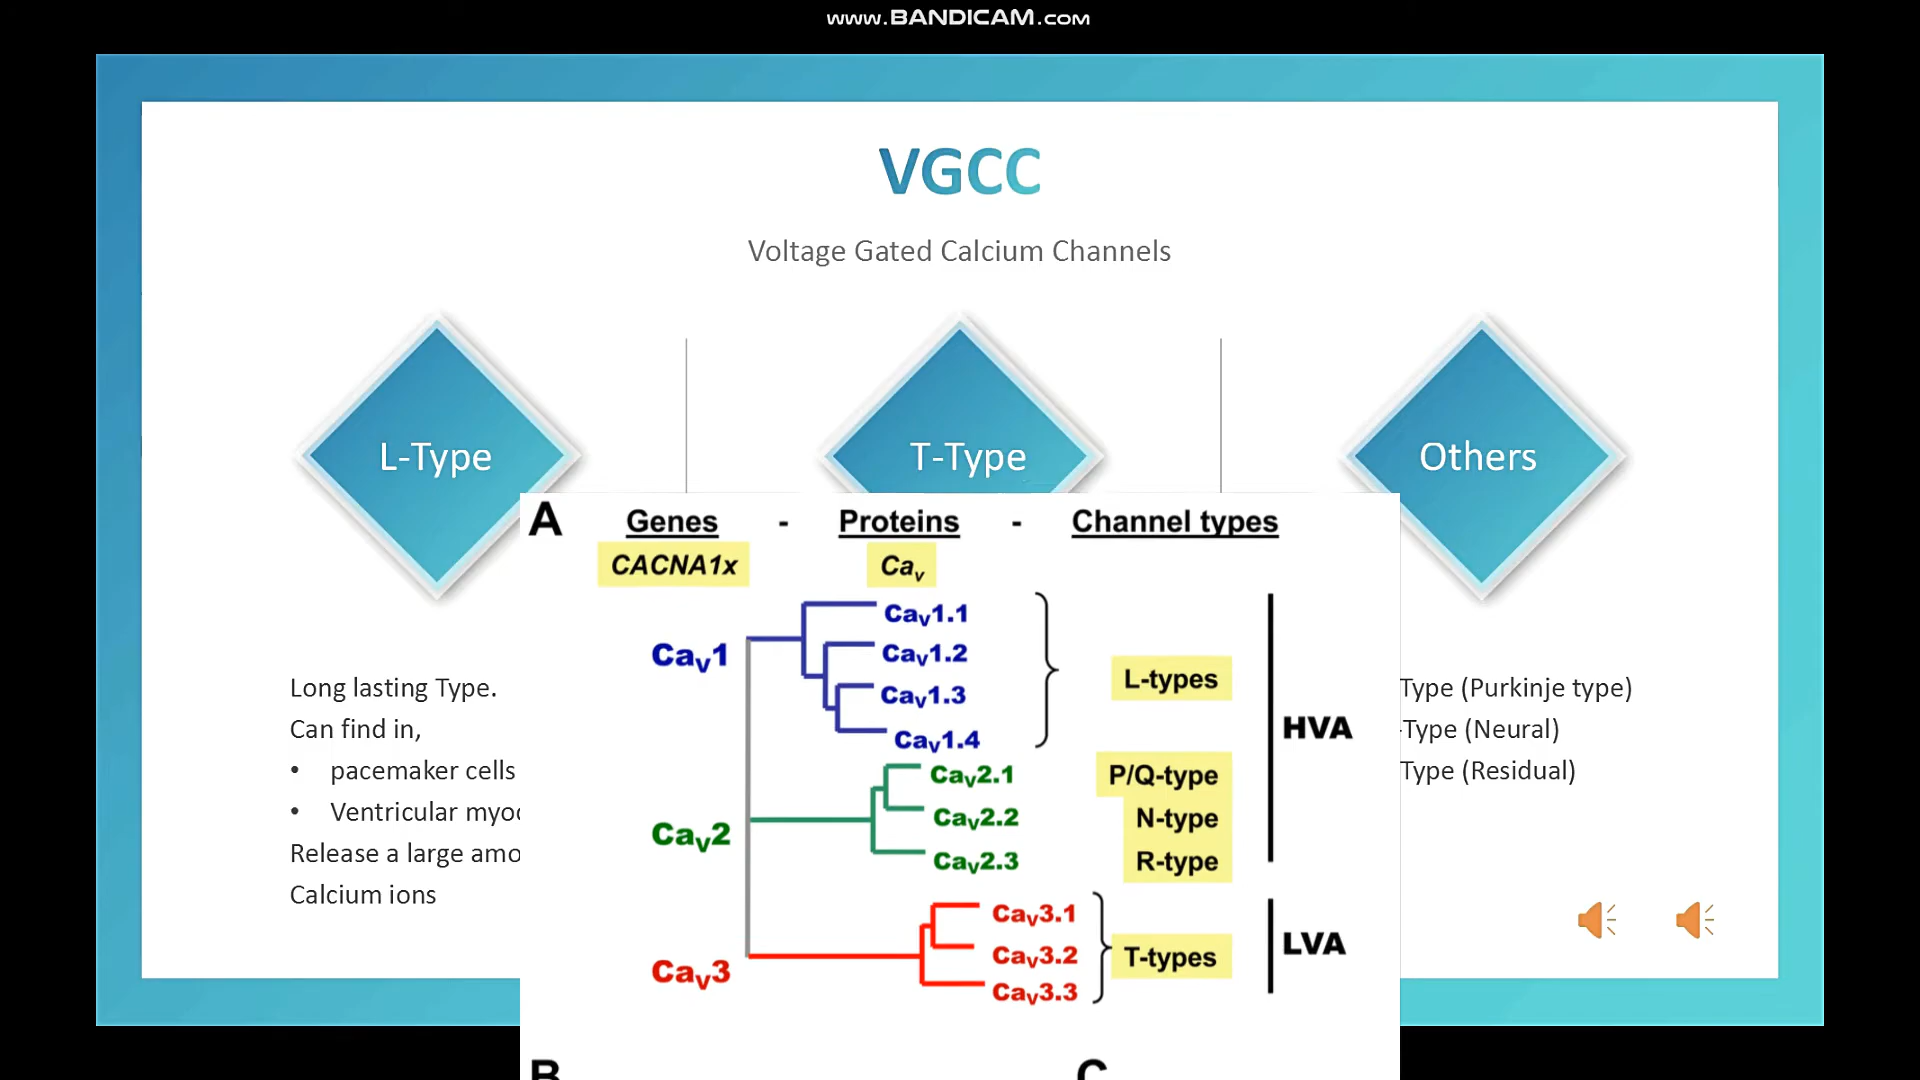 www.BANDICAM.com
VGCC
Voltage Gated Calcium Channels
L-Type
T-Type
Others
Long lasting Type.
Can find in,
• pacemaker cells
• Ventricular
Release a large
Calcium ions
A Genes - Proteins - Channel types
CACNA1x Cav
Cav1
Cav1.1
Cav1.2
Cav1.3
Cav1.4
L-types
HVA
Cav2
Cav2.1 P/Q-type
Cav2.2 N-type
Cav2.3 R-type
Cav3
Cav3.1
Cav3.2
Cav3.3
T-types
LVA
Type (Purkinje type)
-Type (Neural)
Type (Residual)
B C